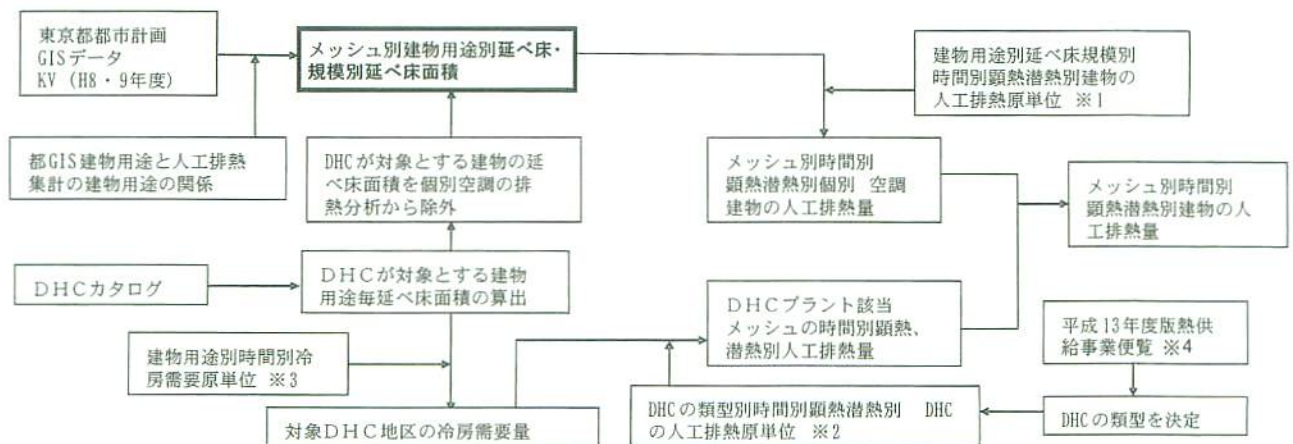 東京都都市計画
GISデータ
KV（H8・9年度）
メッシュ別建物用途別延べ床・
規模別延べ床面積
建物用途別延べ床規模別
時間別顕熱潜熱別建物の
人工排熱原単位 ※1
都GIS建物用途と人工排熱
集計の建物用途の関係
DHCが対象とする建物の延
べ床面積を個別空調の排
熱分析から除外
メッシュ別時間別
顕熱潜熱別個別 空調
建物の人工排熱量
メッシュ別時間別
顕熱潜熱別建物の人
工排熱量
DHCカタログ
DHCが対象とする建物
用途毎延べ床面積の算出
DHCプラント該当
メッシュの時間別顕熱、
潜熱別人工排熱量
平成13年度版熱供
給事業便覧 ※4
建物用途別時間別冷
房需要原単位 ※3
対象DHC地区の冷房需要量
DHCの類型別時間別顕熱潜熱別 DHC
の人工排熱原単位 ※2
DHCの類型を決定